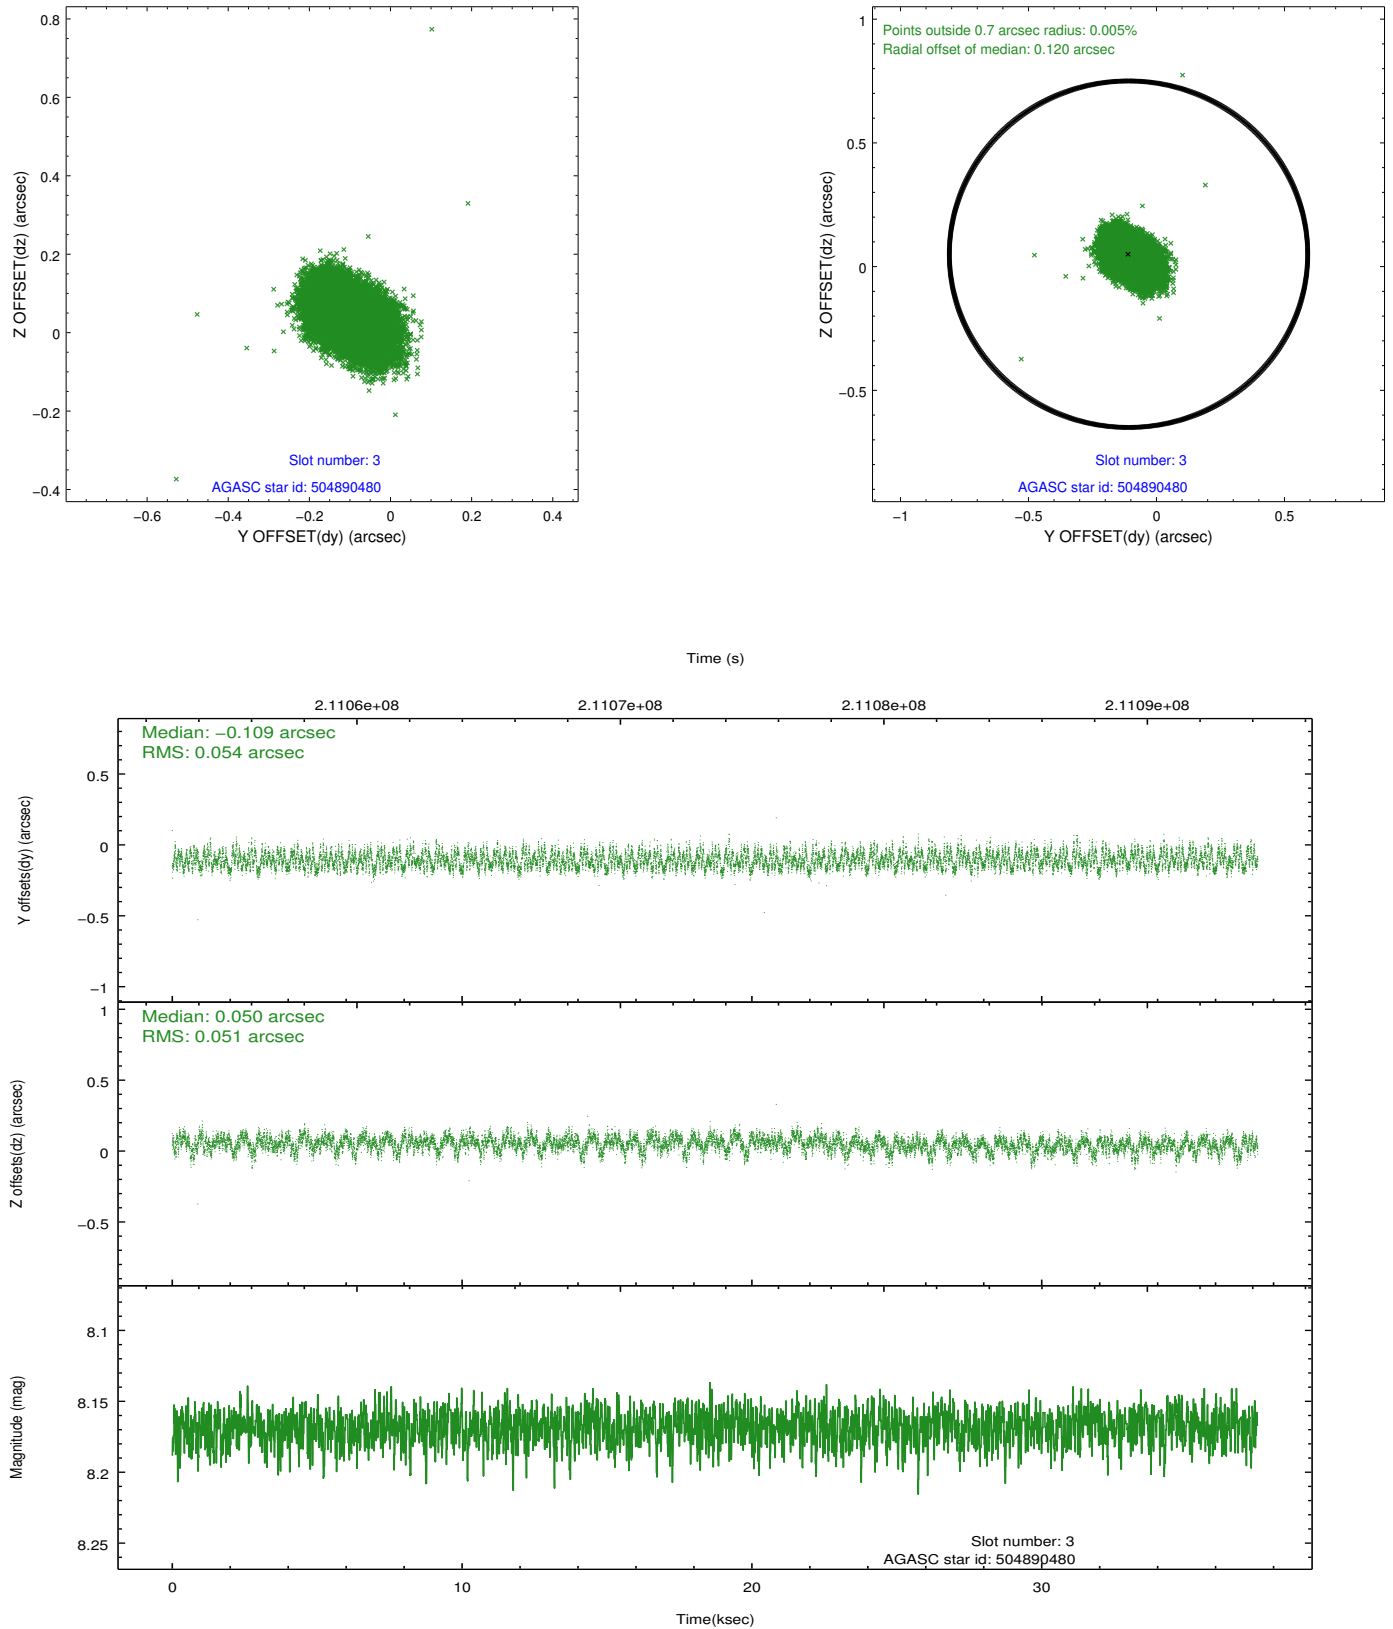 0.8
0.6
0.4
0.2
0
−0.2
−0.4
Z OFFSET(dz) (arcsec)
Slot number: 3
AGASC star id: 504890480
−0.6
−0.4
−0.2
0
0.2
0.4
Y OFFSET(dy) (arcsec)
Points outside 0.7 arcsec radius: 0.005%
Radial offset of median: 0.120 arcsec
1
0.5
0
−0.5
Z OFFSET(dz) (arcsec)
Slot number: 3
AGASC star id: 504890480
−1
−0.5
0
0.5
Y OFFSET(dy) (arcsec)
Time (s)
2.1106e+08
2.1107e+08
2.1108e+08
2.1109e+08
Median: −0.109 arcsec
RMS: 0.054 arcsec
0.5
0
−0.5
−1
Y offsets(dy) (arcsec)
Median: 0.050 arcsec
RMS: 0.051 arcsec
1
0.5
0
−0.5
Z offsets(dz) (arcsec)
8.1
8.15
8.2
8.25
Magnitude (mag)
Slot number: 3
AGASC star id: 504890480
0
10
20
30
Time(ksec)